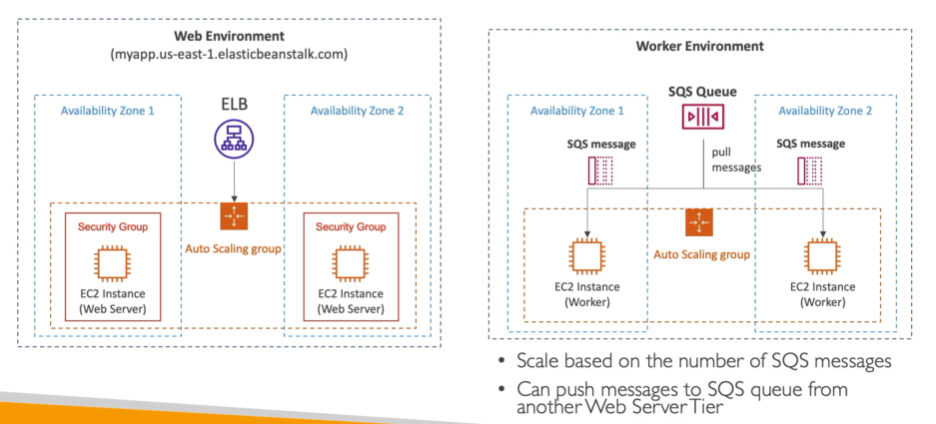 Web Environment
(myapp.us-east-1.elasticbeanstalk.com)
Availability Zone 1
ELB
Availability Zone 2
Security Group
EC2 Instance
(Web Server)
Auto Scaling group
Security Group
EC2 Instance
(Web Server)
Worker Environment
SQS Queue
Availability Zone 1
Availability Zone 2
SQS message
pull
messages
SQS message
Auto Scaling group
EC2 Instance
(Worker)
EC2 Instance
(Worker)
• Scale based on the number of SQS messages
• Can push messages to SQS queue from
another Web Server Tier